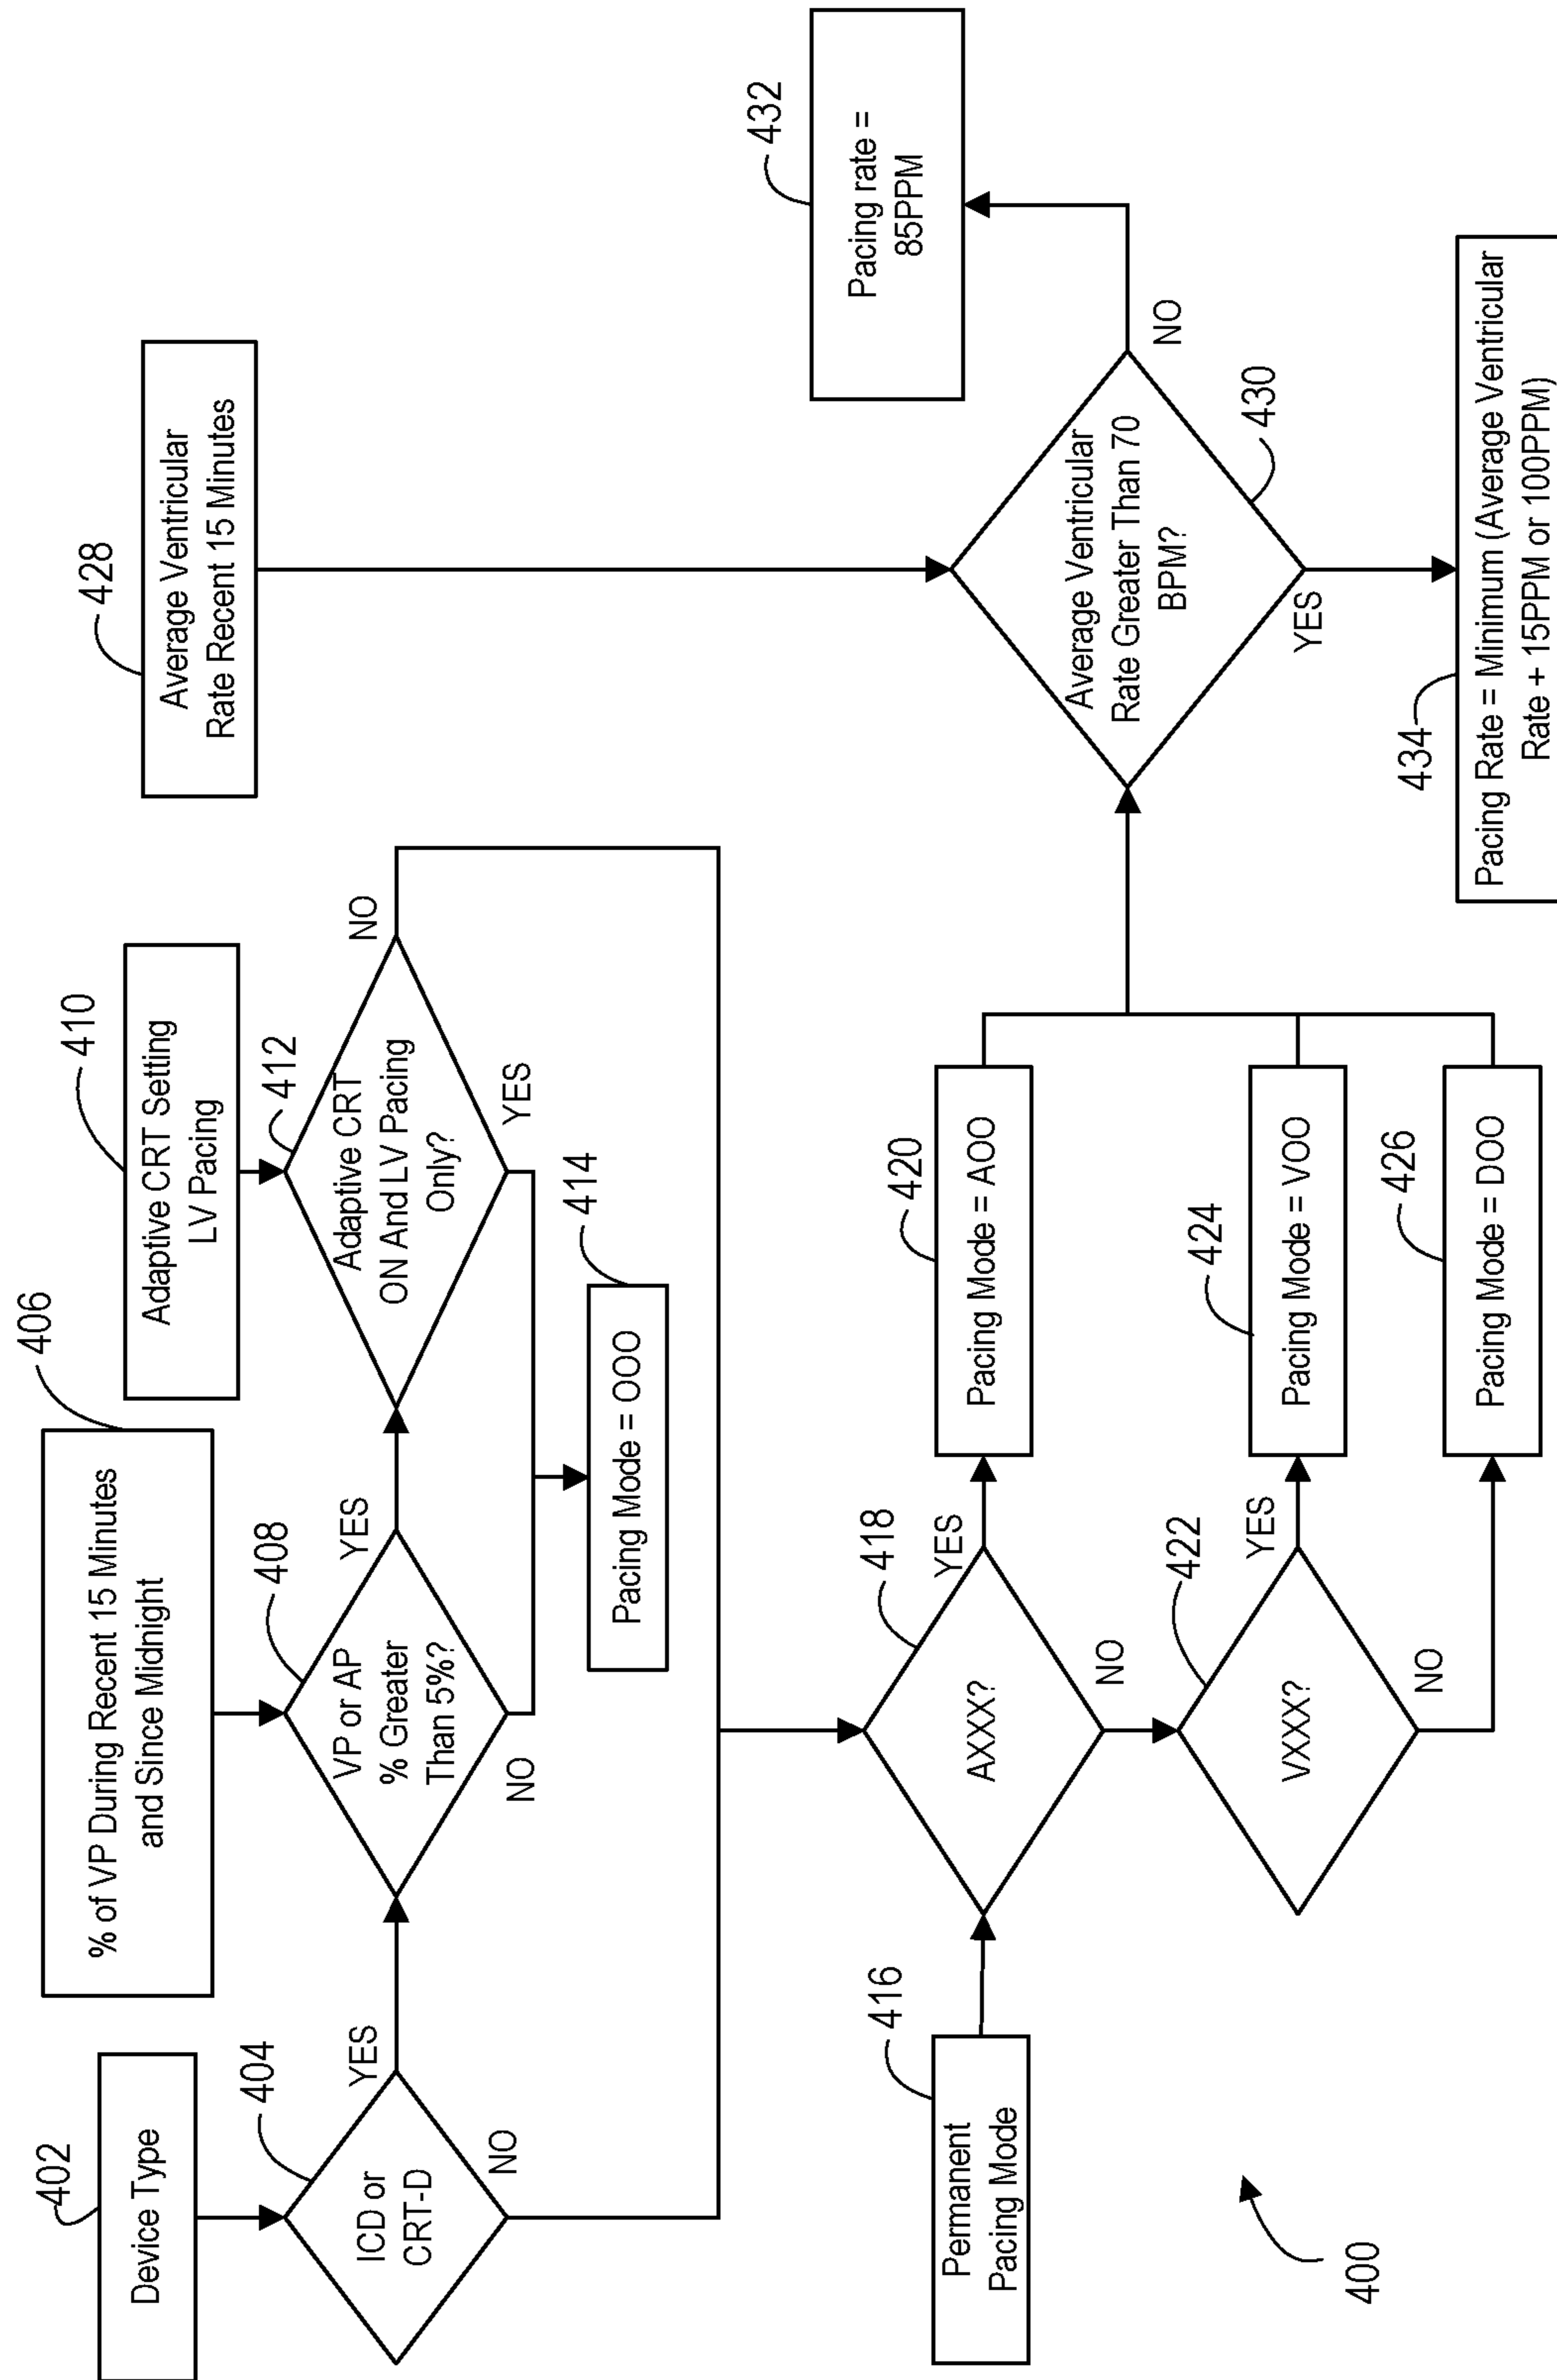 402
Device Type
404
ICD or
CRT-D
YES
NO
406
% of VP During Recent 15 Minutes
and Since Midnight
408
VP or AP
% Greater
Than 5%?
YES
NO
410
Adaptive CRT Setting
LV Pacing
412
Adaptive CRT
ON And LV Pacing
Only?
NO
YES
414
Pacing Mode = OOO
416
Permanent
Pacing Mode
418
AXXX?
YES
NO
420
Pacing Mode = AOO
422
VXXX?
YES
NO
424
Pacing Mode = VOO
426
Pacing Mode = DOO
428
Average Ventricular
Rate Recent 15 Minutes
430
Average Ventricular
Rate Greater Than 70
BPM?
NO
YES
432
Pacing rate =
85PPM
434
Pacing Rate = Minimum (Average Ventricular
Rate + 15PPM or 100PPM)
400